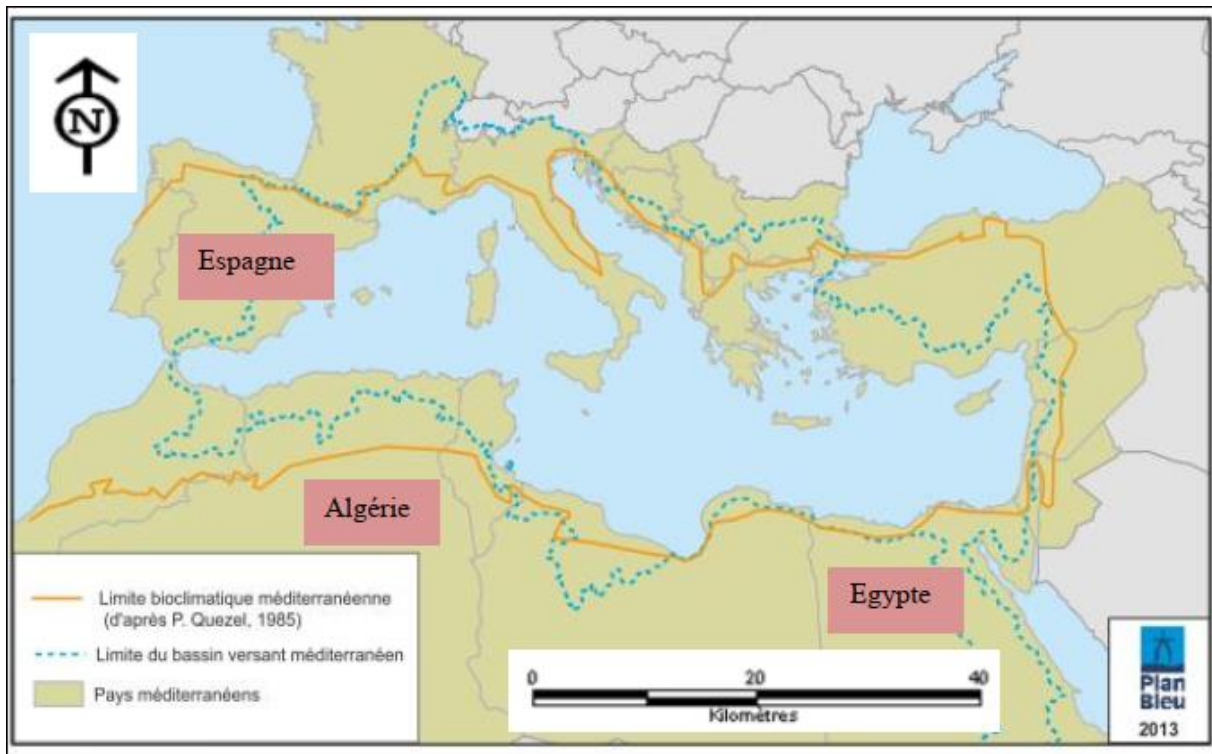 N
Espagne
Algérie
Egypte
Limite bioclimatique méditerranéenne
(d'après P. Quezel, 1985)
Limite du bassin versant méditerranéen
Pays méditerranéens
0 20 40
Kilomètres
Plan
Bleu
2013